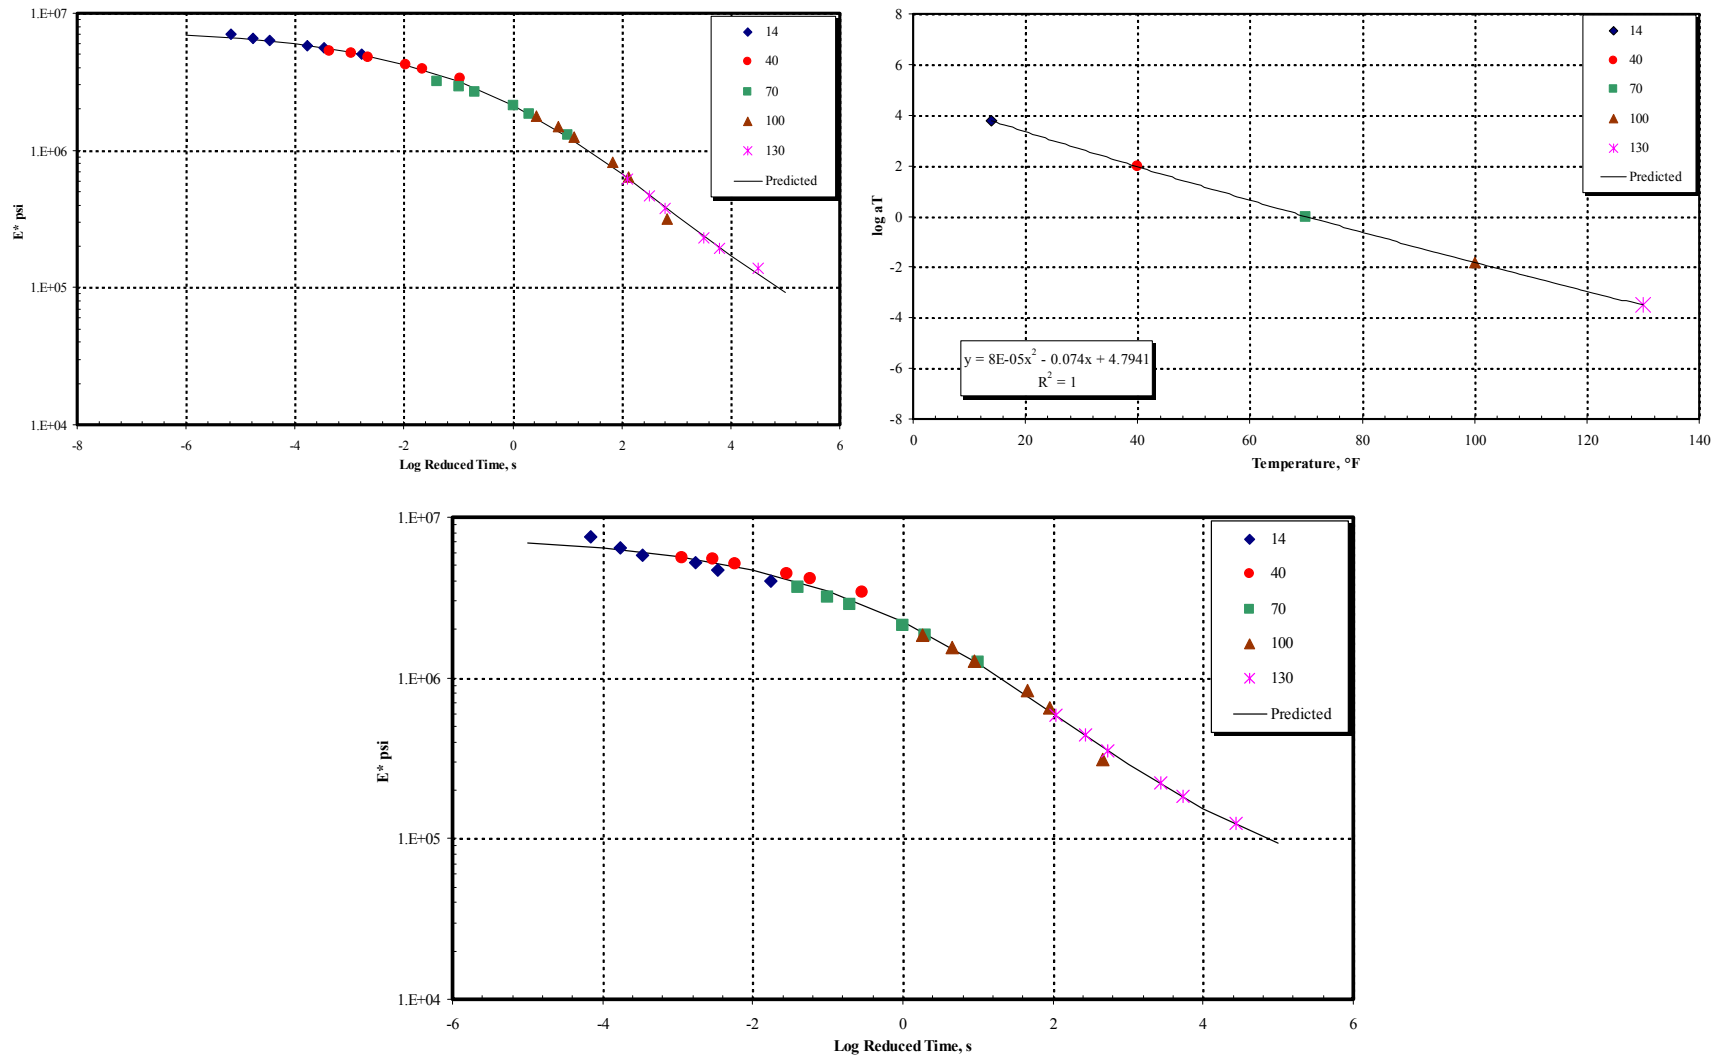 1.E+07
1.E+06
1.E+05
1.E+04
E* psi
-8
-6
-4
-2
0
2
4
6
Log Reduced Time, s
14
40
70
100
130
Predicted
8
6
4
2
0
-2
-4
-6
-8
log aT
0
20
40
60
80
100
120
140
Temperature, °F
y = 8E-05x² - 0.074x + 4.7941
R² = 1
14
40
70
100
130
Predicted
1.E+07
1.E+06
1.E+05
1.E+04
E* psi
-6
-4
-2
0
2
4
6
Log Reduced Time, s
14
40
70
100
130
Predicted